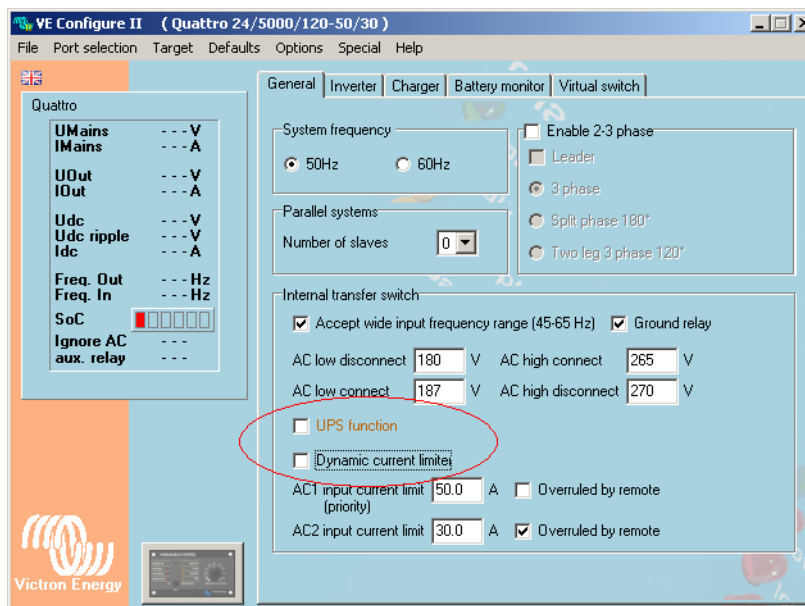 VE Configure II ( Quattro 24/5000/120-50/30 )
File Port selection Target Defaults Options Special Help
General Inverter Charger Battery monitor Virtual switch
Quattro
UMains - - - V
IMains - - - A
UOut - - - V
IOut - - - A
Udc - - - V
Udc ripple - - - V
Idc - - - A
Freq. Out - - - Hz
Freq. In - - - Hz
SoC
Ignore AC - - -
aux. relay - - -
System frequency
50Hz 60Hz
Parallel systems
Number of slaves 0
Enable 2-3 phase
Leader
3 phase
Split phase 180°
Two leg 3 phase 120°
Internal transfer switch
Accept wide input frequency range (45-65 Hz) Ground relay
AC low disconnect 180 V AC high connect 265 V
AC low connect 187 V AC high disconnect 270 V
UPS function
Dynamic current limiter
AC1 input current limit 50.0 A Overruled by remote
(priority)
AC2 input current limit 30.0 A Overruled by remote
Victron Energy